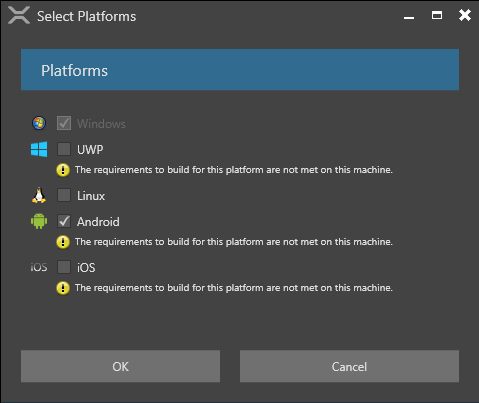 Select Platforms
Platforms
Windows
UWP
The requirements to build for this platform are not met on this machine.
Linux
Android
The requirements to build for this platform are not met on this machine.
iOS iOS
The requirements to build for this platform are not met on this machine.
OK Cancel